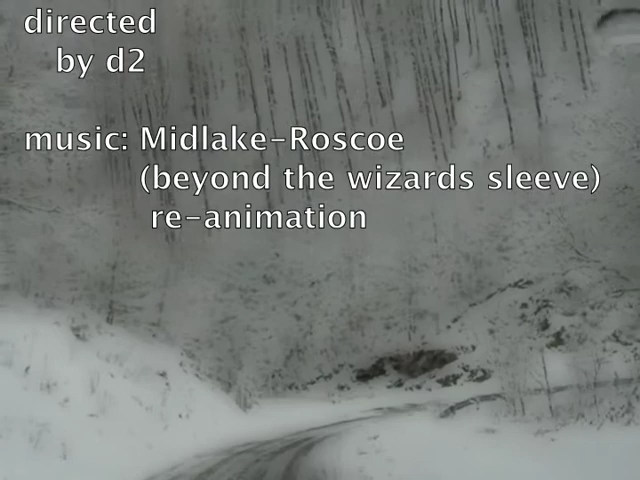 directed
by d2
music: Midlake-Roscoe
(beyond the wizards sleeve)
re-animation